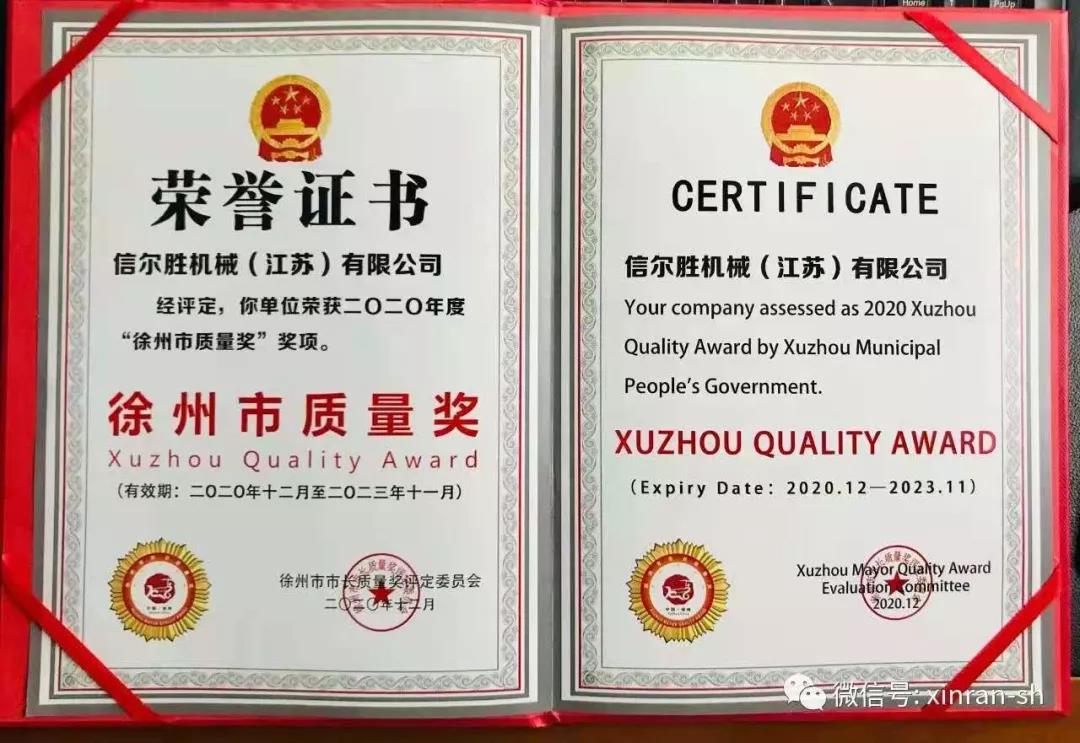 荣誉证书
信尔胜机械（江苏）有限公司
经评定，你单位荣获二〇二〇年度
“徐州市质量奖”奖项。
徐州市质量奖
Xuzhou Quality Award
（有效期：二〇二〇年十二月至二〇二三年十一月）
徐州市市长质量奖评定委员会
二〇二〇年十二月
CERTIFICATE
信尔胜机械（江苏）有限公司
Your company assessed as 2020 Xuzhou
Quality Award by Xuzhou Municipal
People’s Government.
XUZHOU QUALITY AWARD
（Expiry Date：2020.12—2023.11）
Xuzhou Mayor Quality Award
Evaluation Committee
2020.12
Home
PgUp
微信号: xinran-sh